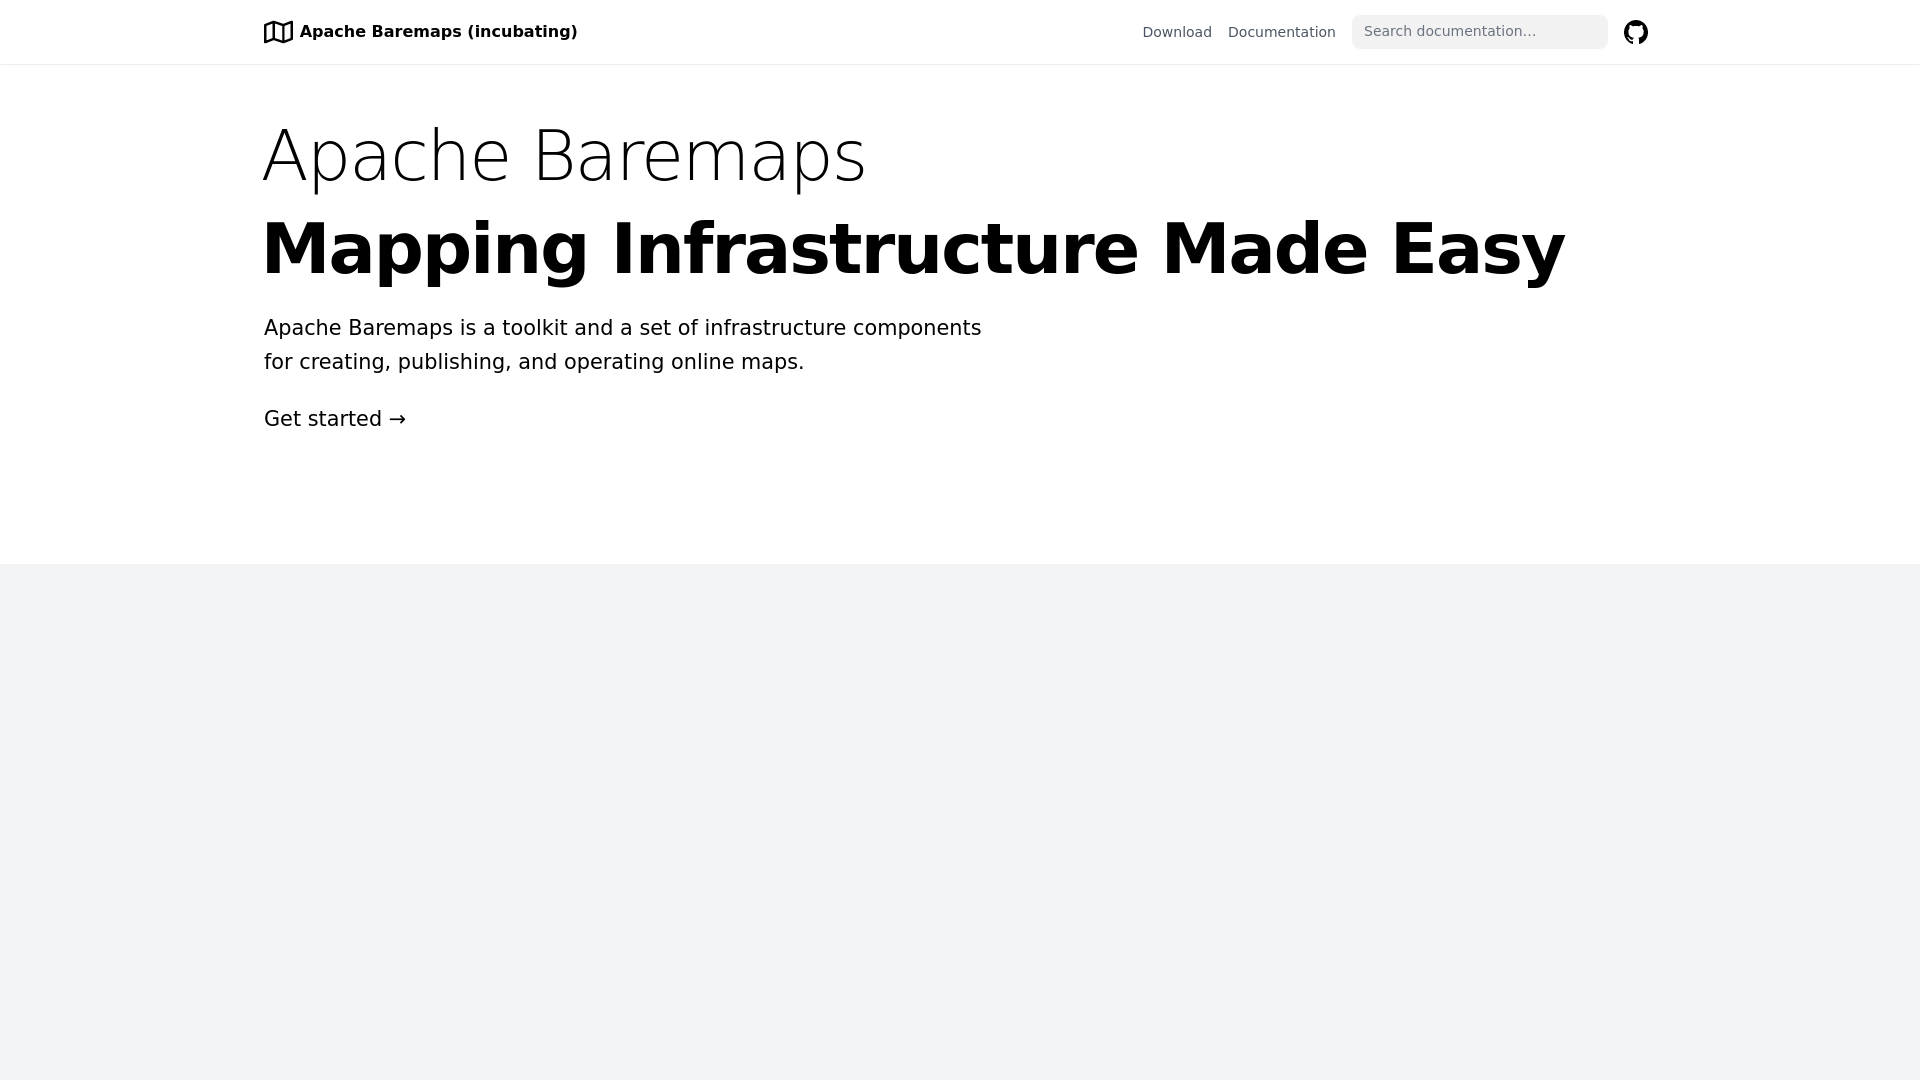 Apache Baremaps (incubating)
Download
Documentation
Search documentation…
Apache Baremaps
Mapping Infrastructure Made Easy
Apache Baremaps is a toolkit and a set of infrastructure components
for creating, publishing, and operating online maps.
Get started →